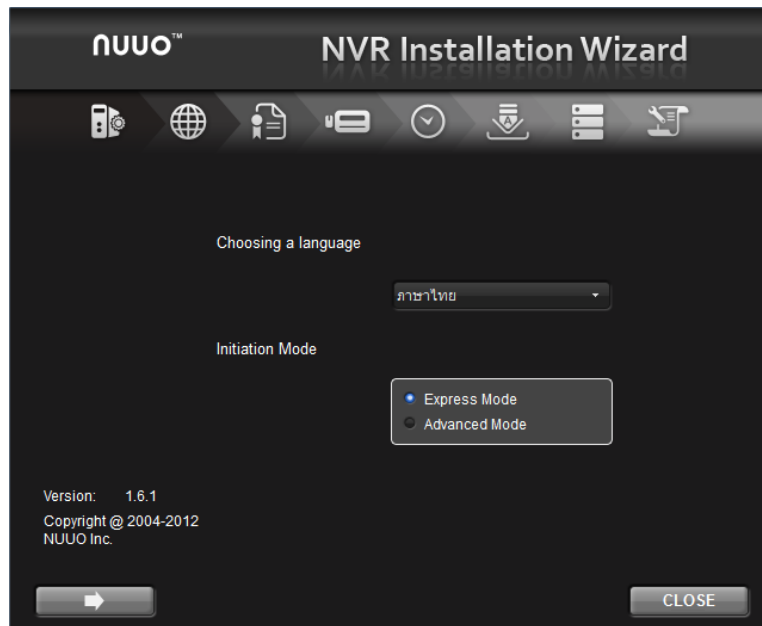 nuuo™
NVR Installation Wizard
Choosing a language
ภาษาไทย
Initiation Mode
Express Mode
Advanced Mode
Version: 1.6.1
Copyright @ 2004-2012
NUUO Inc.
CLOSE